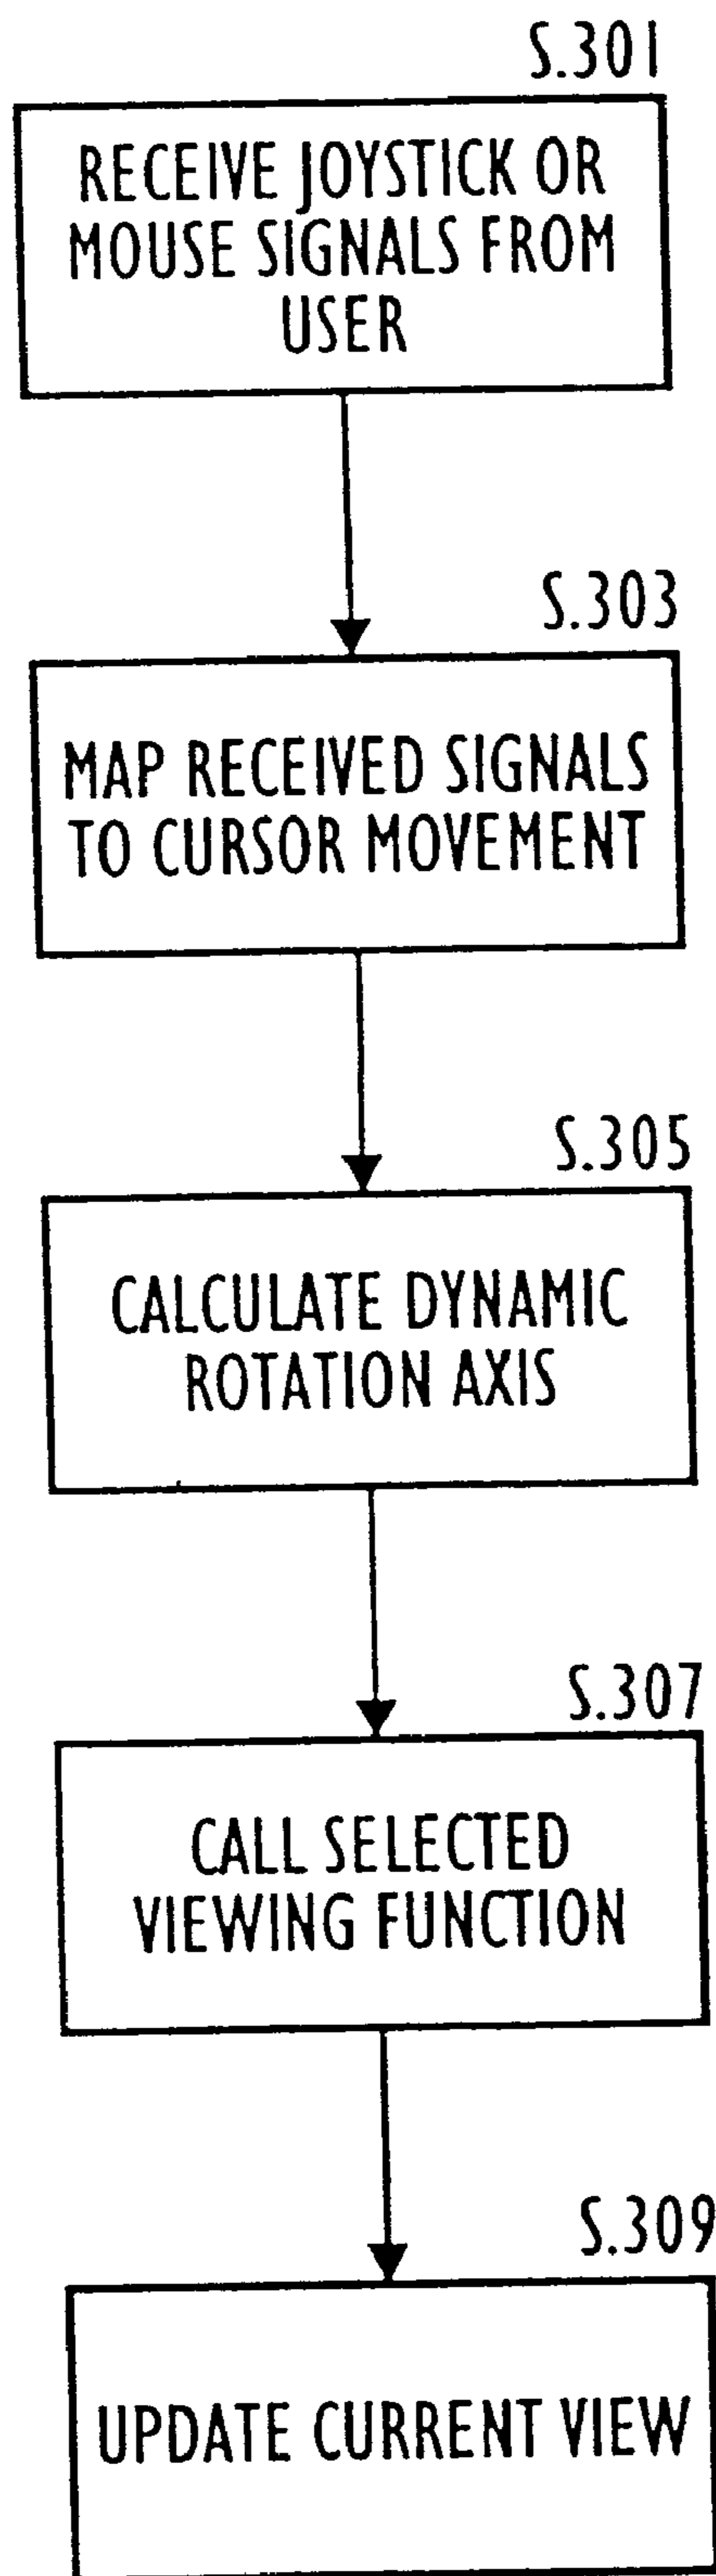 S.301
RECEIVE JOYSTICK OR
MOUSE SIGNALS FROM
USER
S.303
MAP RECEIVED SIGNALS
TO CURSOR MOVEMENT
S.305
CALCULATE DYNAMIC
ROTATION AXIS
S.307
CALL SELECTED
VIEWING FUNCTION
S.309
UPDATE CURRENT VIEW